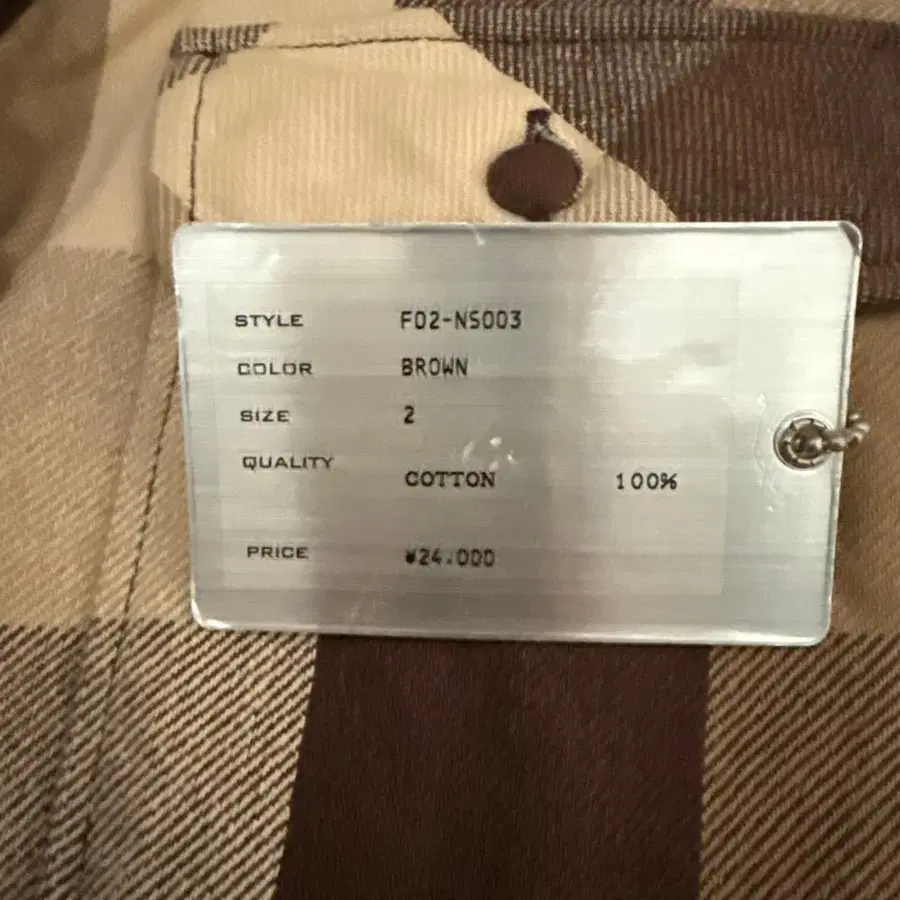 STYLE F02-NS003
COLOR BROWN
SIZE 2
QUALITY
COTTON 100%
PRICE ¥24.000